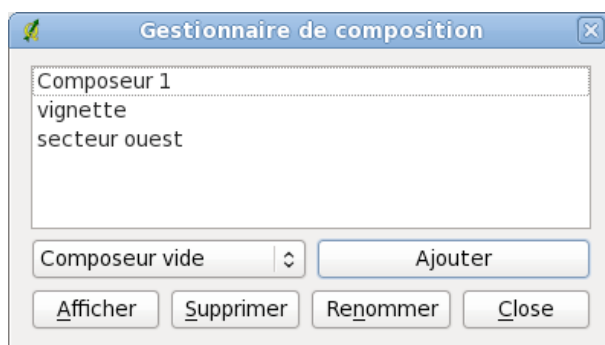 Gestionnaire de composition
Composeur 1
vignette
secteur ouest
Composeur vide
Ajouter
Afficher
Supprimer
Renommer
Close